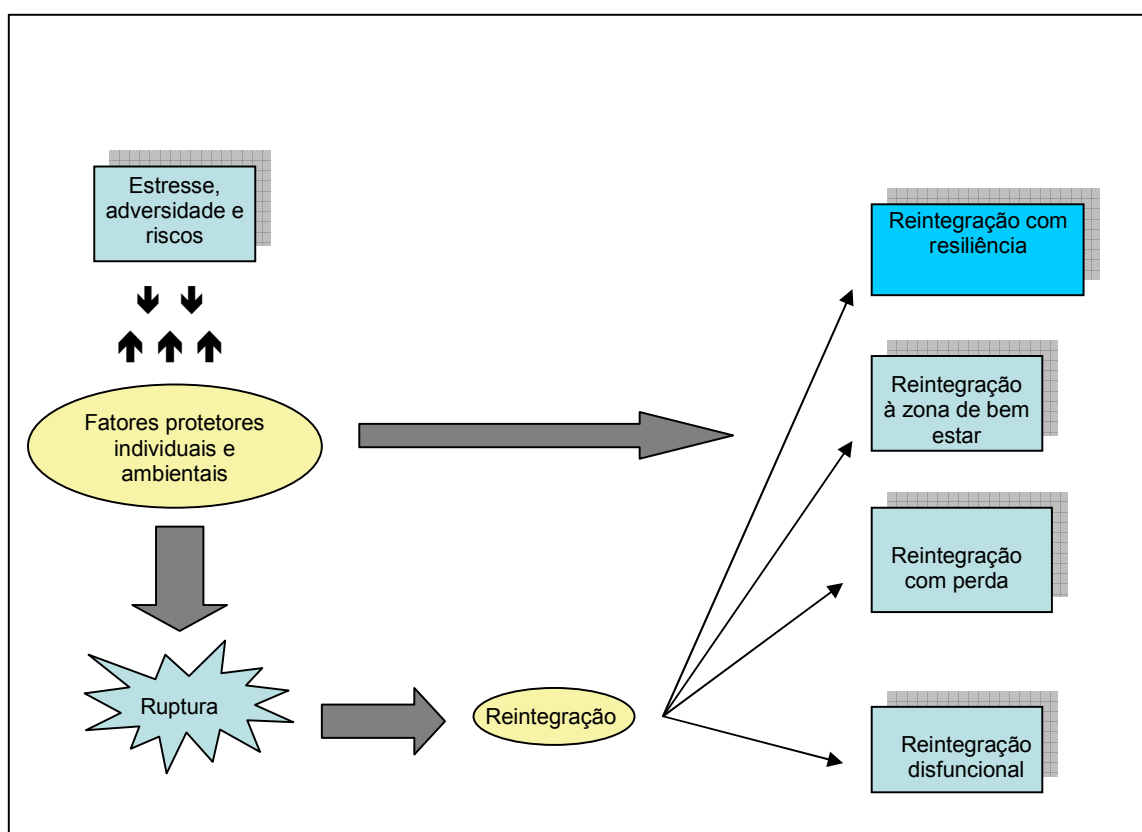 Estresse,
adversidade e
riscos
Fatores protetores
individuais e
ambientais
Ruptura
Reintegração
Reintegração com
resiliência
Reintegração
à zona de bem
estar
Reintegração
com perda
Reintegração
disfuncional